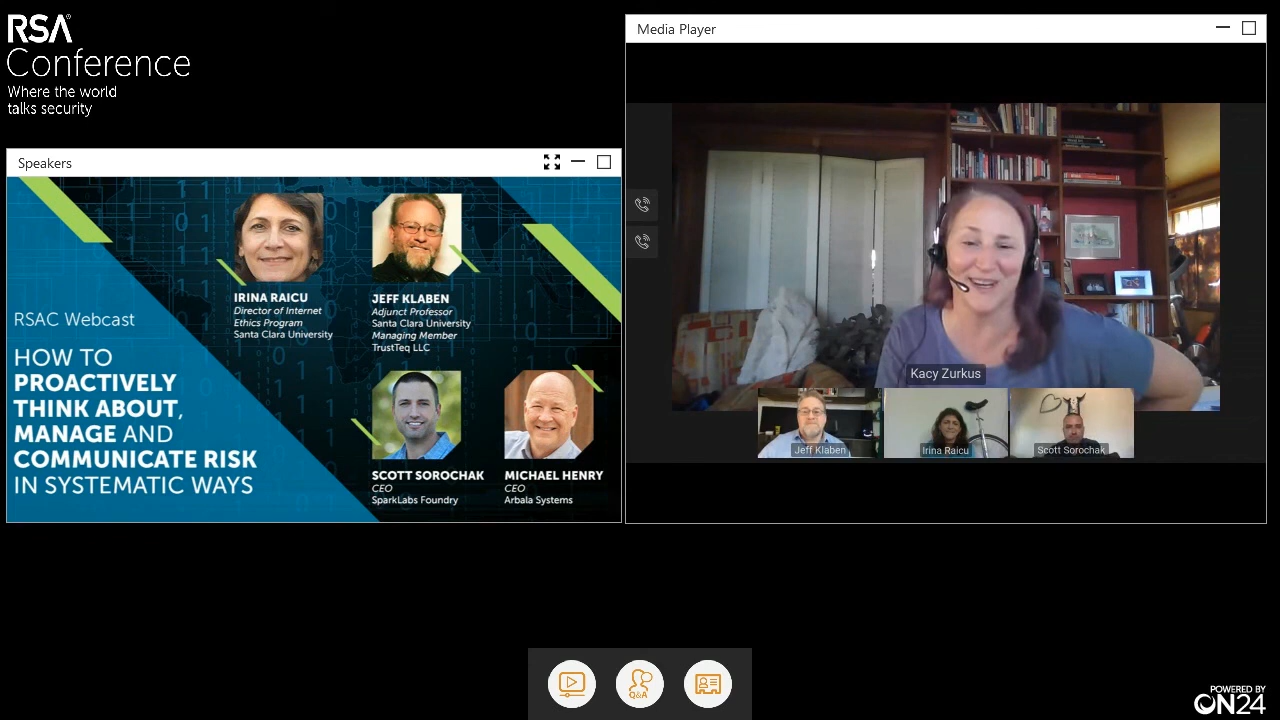 RSA
Conference
Where the world
talks security
Speakers
RSAC Webcast
HOW TO
PROACTIVELY
THINK ABOUT,
MANAGE AND
COMMUNICATE RISK
IN SYSTEMATIC WAYS
IRINA RAICU
Director of Internet
Ethics Program
Santa Clara University
JEFF KLABEN
Adjunct Professor
Santa Clara University
Managing Member
TrustTeq LLC
SCOTT SOROCHAK
CEO
SparkLabs Foundry
MICHAEL HENRY
CEO
Arbala Systems
Media Player
Kacy Zurkus
Jeff Klaben
Irina Raicu
Scott Sorochak
Q&A
POWERED BY
ON24